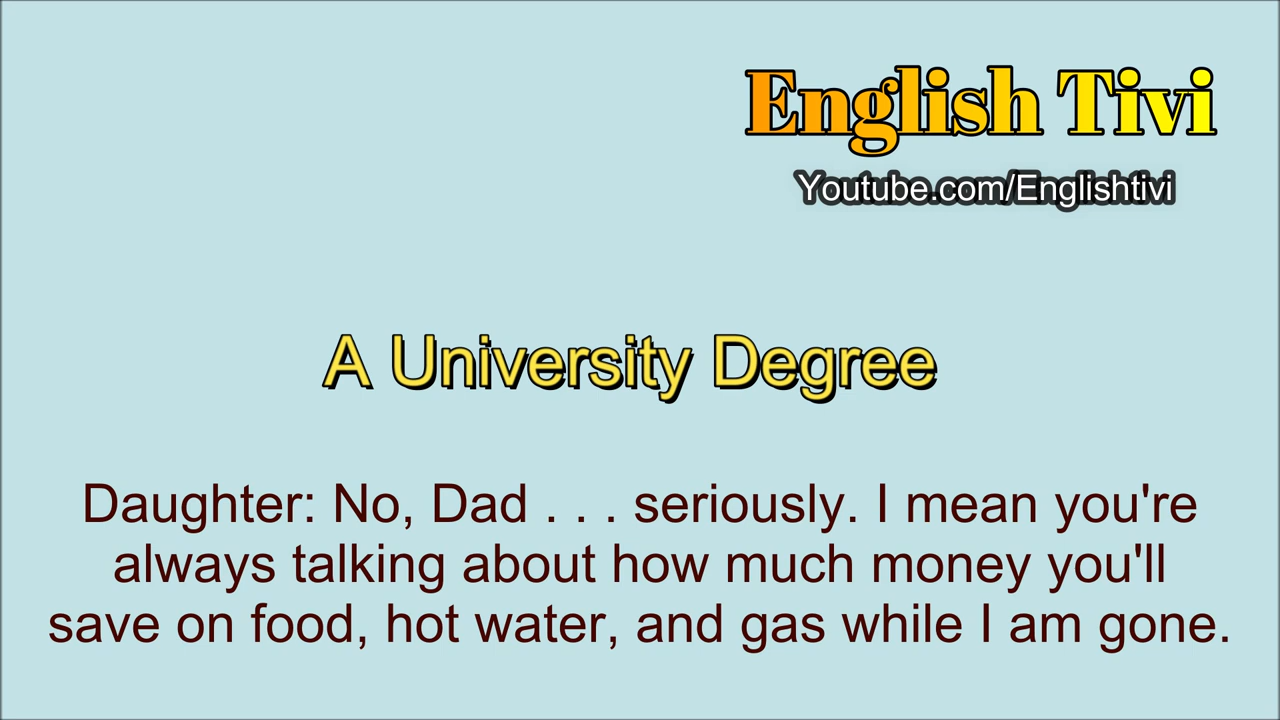 English Tivi
Youtube.com/Englishtivi
A University Degree
Daughter: No, Dad . . . seriously. I mean you're
always talking about how much money you'll
save on food, hot water, and gas while I am gone.